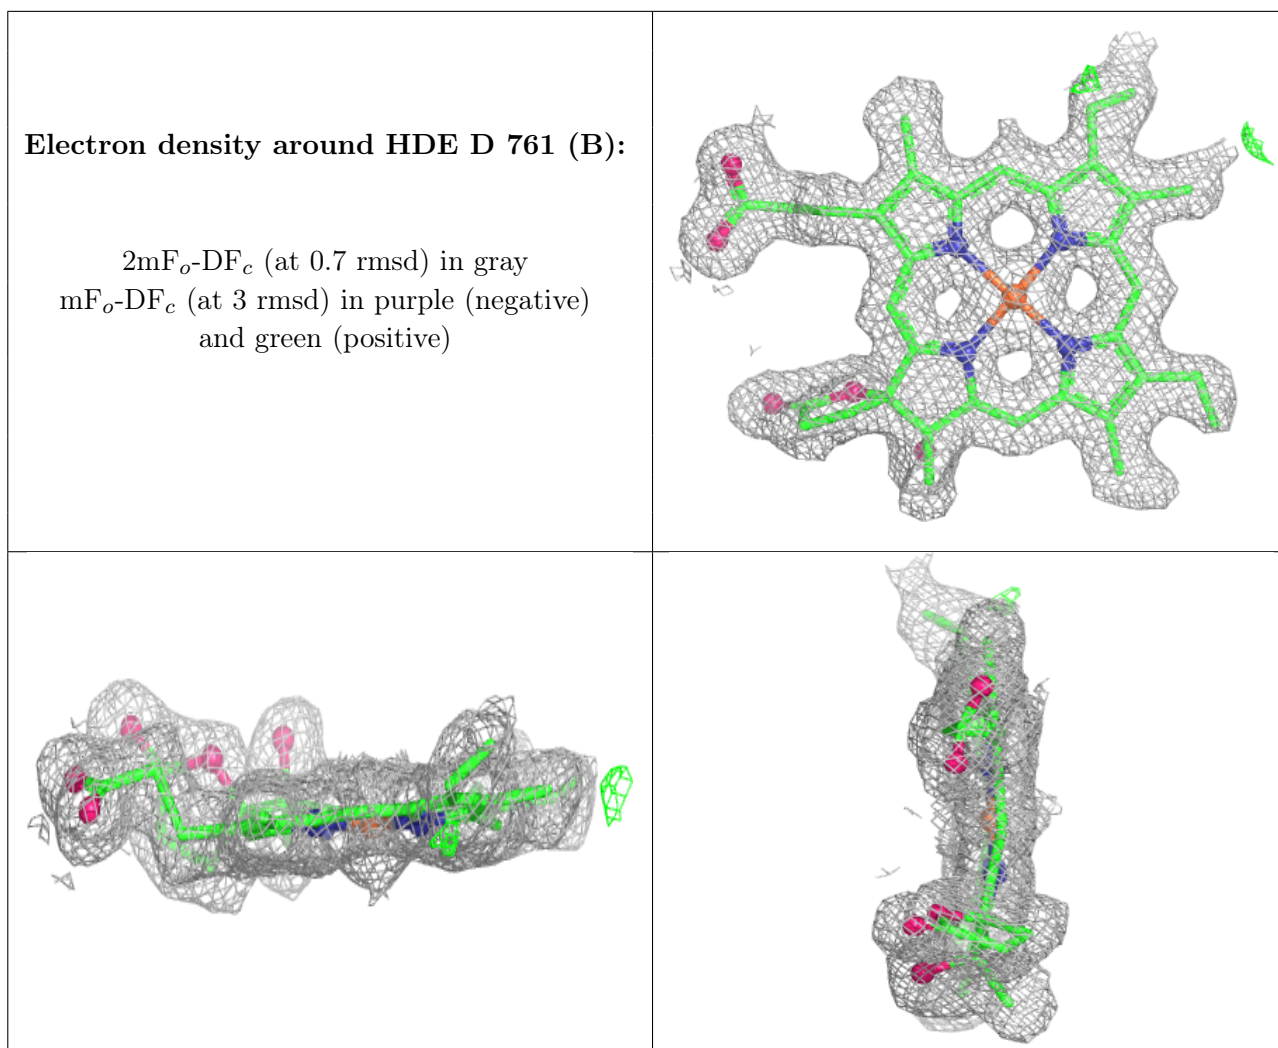 Electron density around HDE D 761 (B):
2mFo-DFc (at 0.7 rmsd) in gray
mFo-DFc (at 3 rmsd) in purple (negative)
and green (positive)